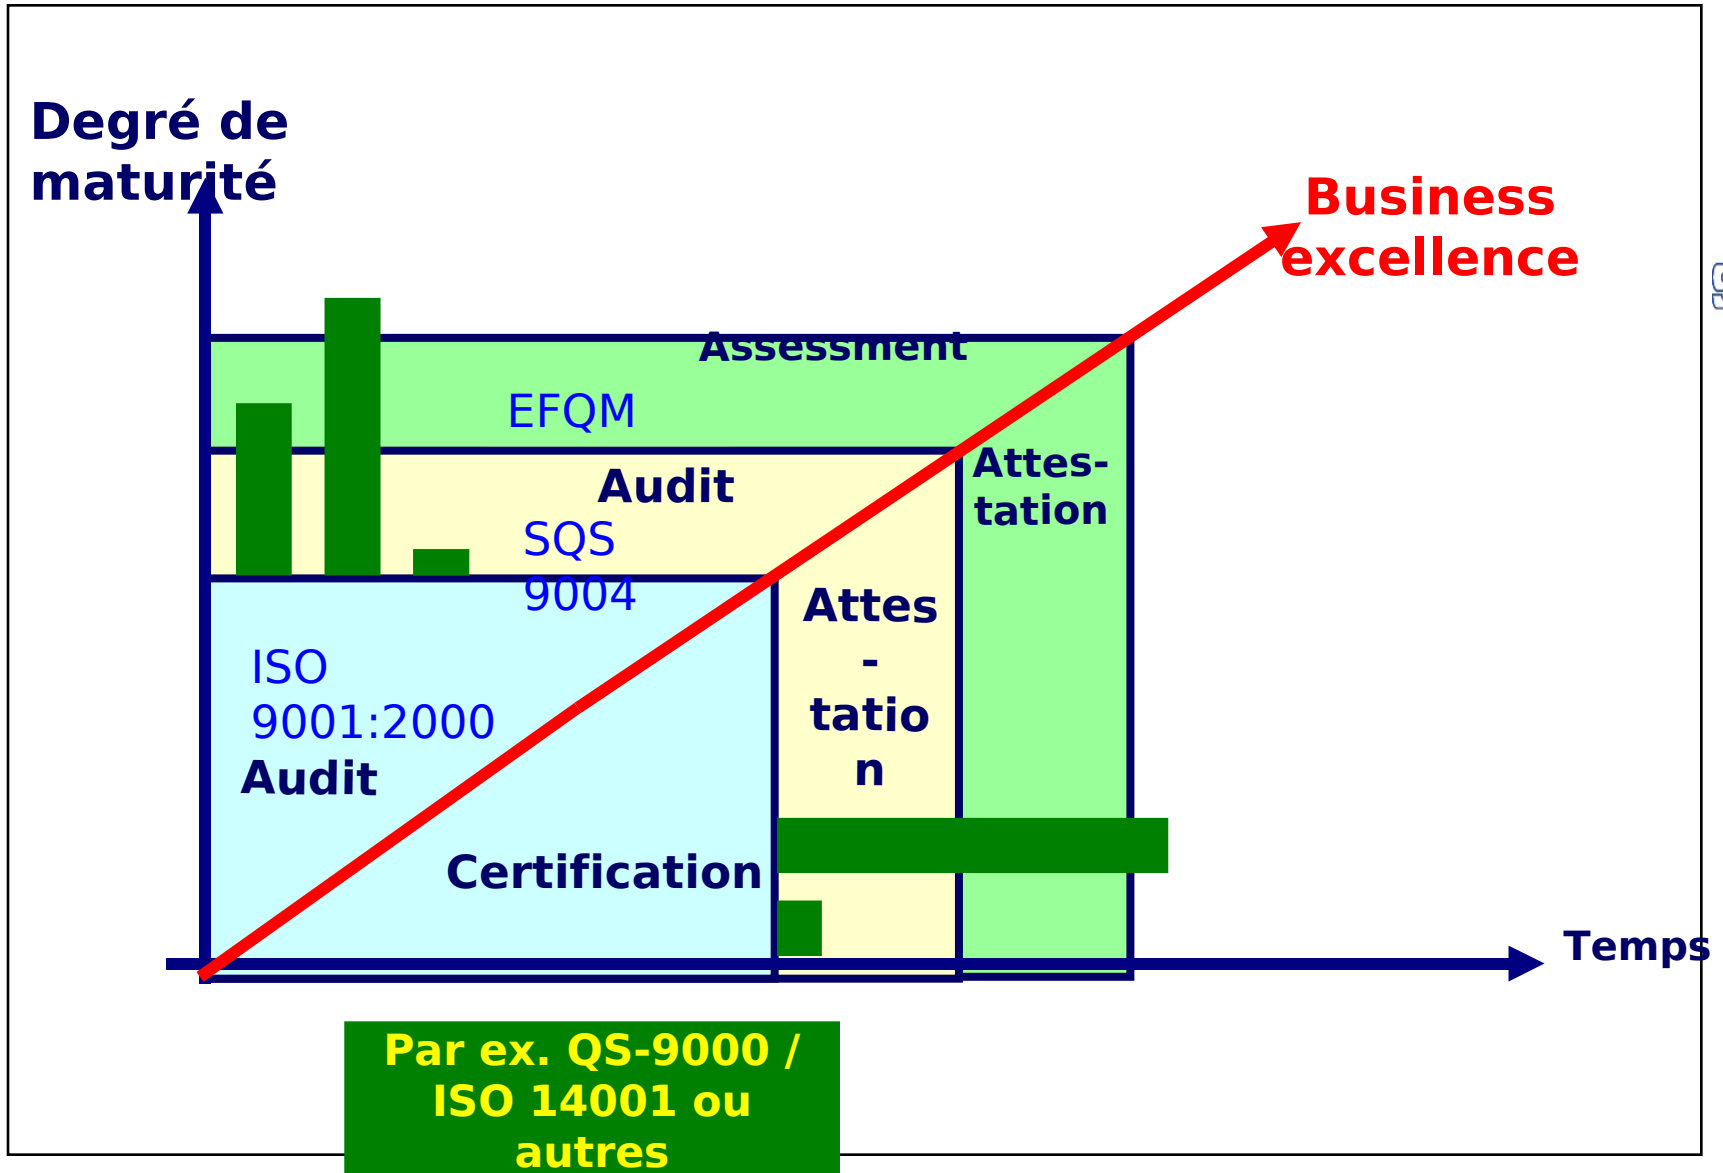 Degré de
maturité
Business
excellence
Assessment
EFQM
Attes-
tation
Audit
SQS
9004
Attes
-
tatio
n
ISO
9001:2000
Audit
Certification
Temps
Par ex. QS-9000 /
ISO 14001 ou
autres